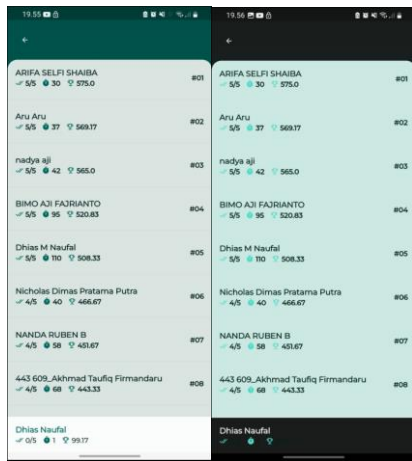 19.55
ARIFA SELFI SHAIBA
5/5 30 575.0
#01
Aru Aru
5/5 37 569.17
#02
nadya aji
5/5 42 565.0
#03
BIMO AJI FAJRIANTO
5/5 95 520.83
#04
Dhias M Naufal
5/5 110 508.33
#05
Nicholas Dimas Pratama Putra
4/5 40 466.67
#06
NANDA RUBEN B
4/5 58 451.67
#07
443 609_Akhmad Taufiq Firmandaru
4/5 68 443.33
#08
Dhias Naufal
0/5 1 99.17
19.56
ARIFA SELFI SHAIBA
5/5 30 575.0
#01
Aru Aru
5/5 37 569.17
#02
nadya aji
5/5 42 565.0
#03
BIMO AJI FAJRIANTO
5/5 95 520.83
#04
Dhias M Naufal
5/5 110 508.33
#05
Nicholas Dimas Pratama Putra
4/5 40 466.67
#06
NANDA RUBEN B
4/5 58 451.67
#07
443 609_Akhmad Taufiq Firmandaru
4/5 68 443.33
#08
Dhias Naufal